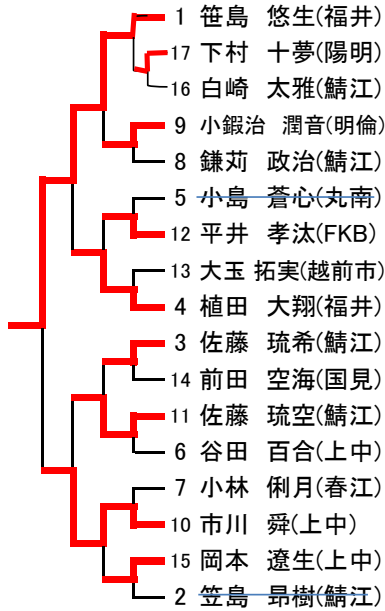 1 笹島 悠生(福井)
17 下村 十夢(陽明)
16 白崎 太雅(鯖江)
9 小鍜治 潤音(明倫)
8 鎌苅 政治(鯖江)
5 小島 蒼心(丸南)
12 平井 孝汰(FKB)
13 大玉 拓実(越前市)
4 植田 大翔(福井)
3 佐藤 琉希(鯖江)
14 前田 空海(国見)
11 佐藤 琉空(鯖江)
6 谷田 百合(上中)
7 小林 俐月(春江)
10 市川 舜(上中)
15 岡本 遼生(上中)
2 笠島 昂樹(鯖江)